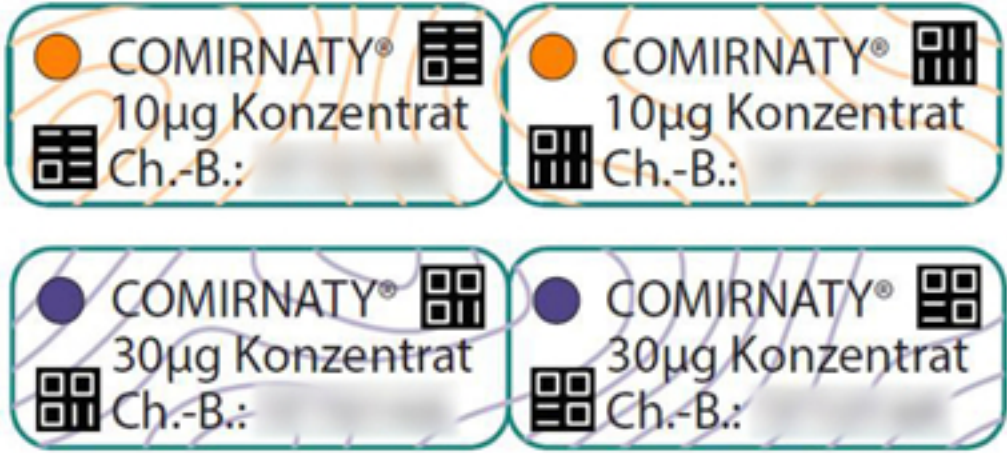 COMIRNATY®
10µg Konzentrat
Ch.-B.:
COMIRNATY®
10µg Konzentrat
Ch.-B.:
COMIRNATY®
30µg Konzentrat
Ch.-B.:
COMIRNATY®
30µg Konzentrat
Ch.-B.: